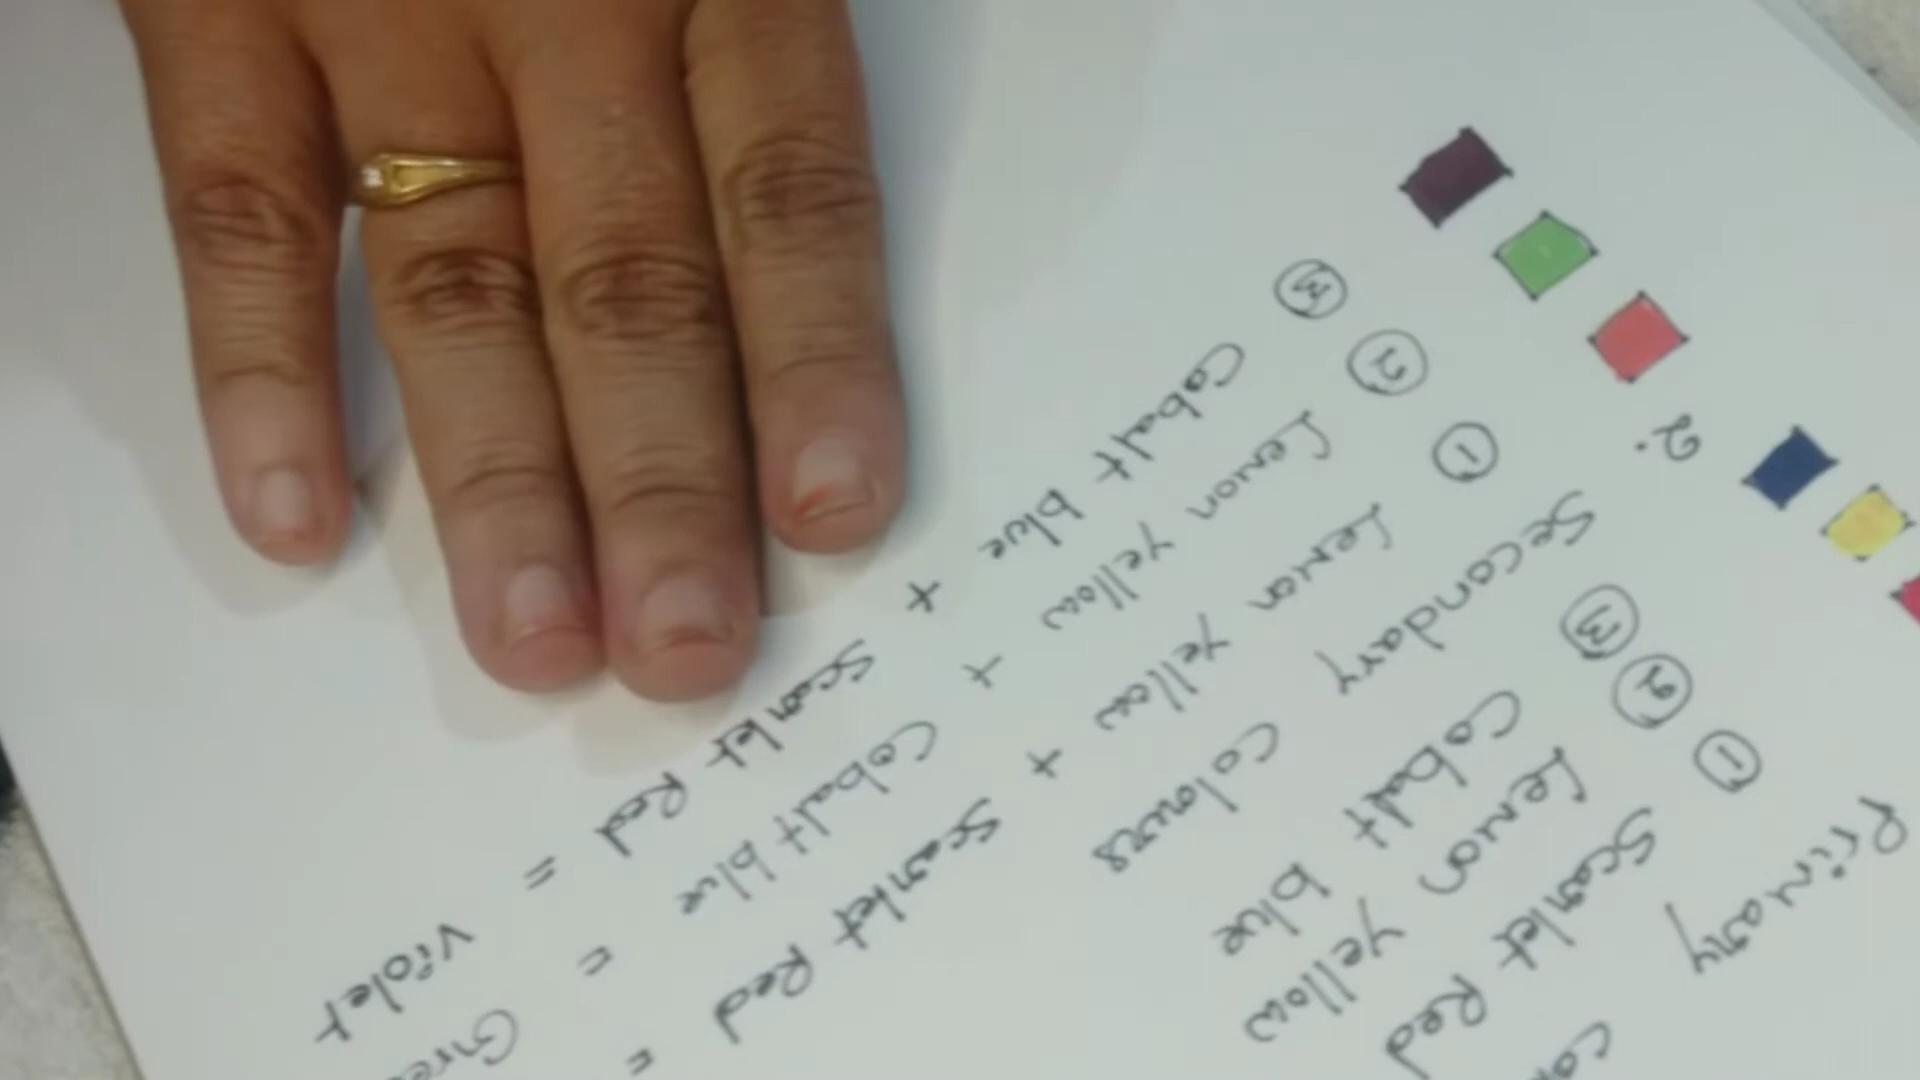 Primary
① Scarlet Red
② Lemon Yellow
③ Cobalt blue
2. Secondary colours
① Lemon Yellow + Scarlet Red =
② Lemon Yellow + Cobalt blue =
③ Cobalt blue + Scarlet Red = Violet